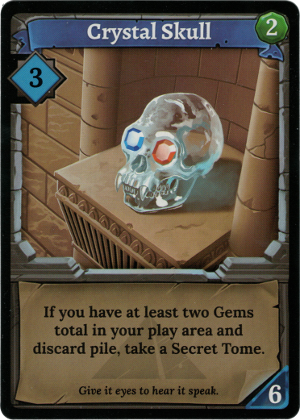 Crystal Skull
2
3
If you have at least two Gems
total in your play area and
discard pile, take a Secret Tome.
Give it eyes to hear it speak.
6